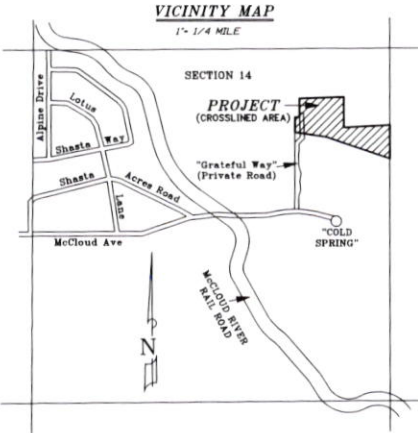 VICINITY MAP
1"= 1/4 MILE
SECTION 14
PROJECT
(CROSSLINED AREA)
Alpine Drive
Lotus
Shasta Way
"Grateful Way"
(Private Road)
Shasta Acres Road
Lane
McCloud Ave
"COLD
SPRING"
McCLOUD RIVER
RAIL ROAD
N